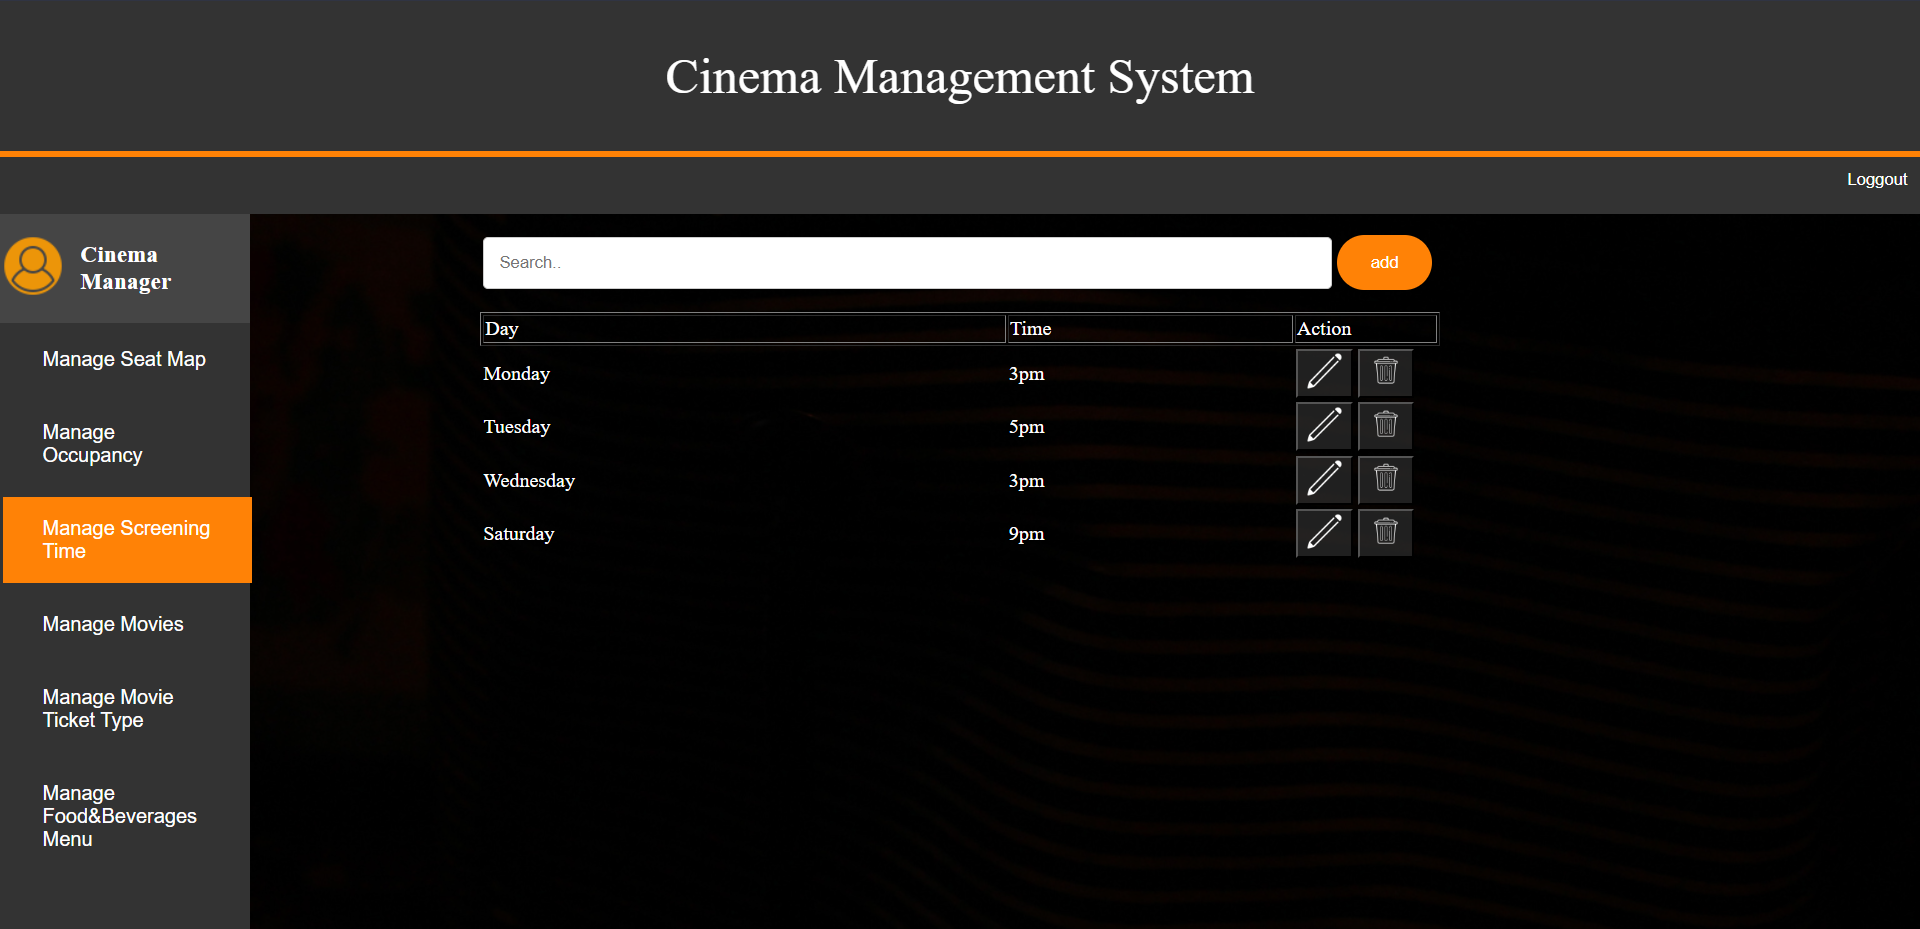 Cinema Management System
Loggout
Cinema
Manager
Search..
add
Manage Seat Map
Manage
Occupancy
Manage Screening
Time
Manage Movies
Manage Movie
Ticket Type
Manage
Food&Beverages
Menu
Day Time Action
Monday 3pm
Tuesday 5pm
Wednesday 3pm
Saturday 9pm